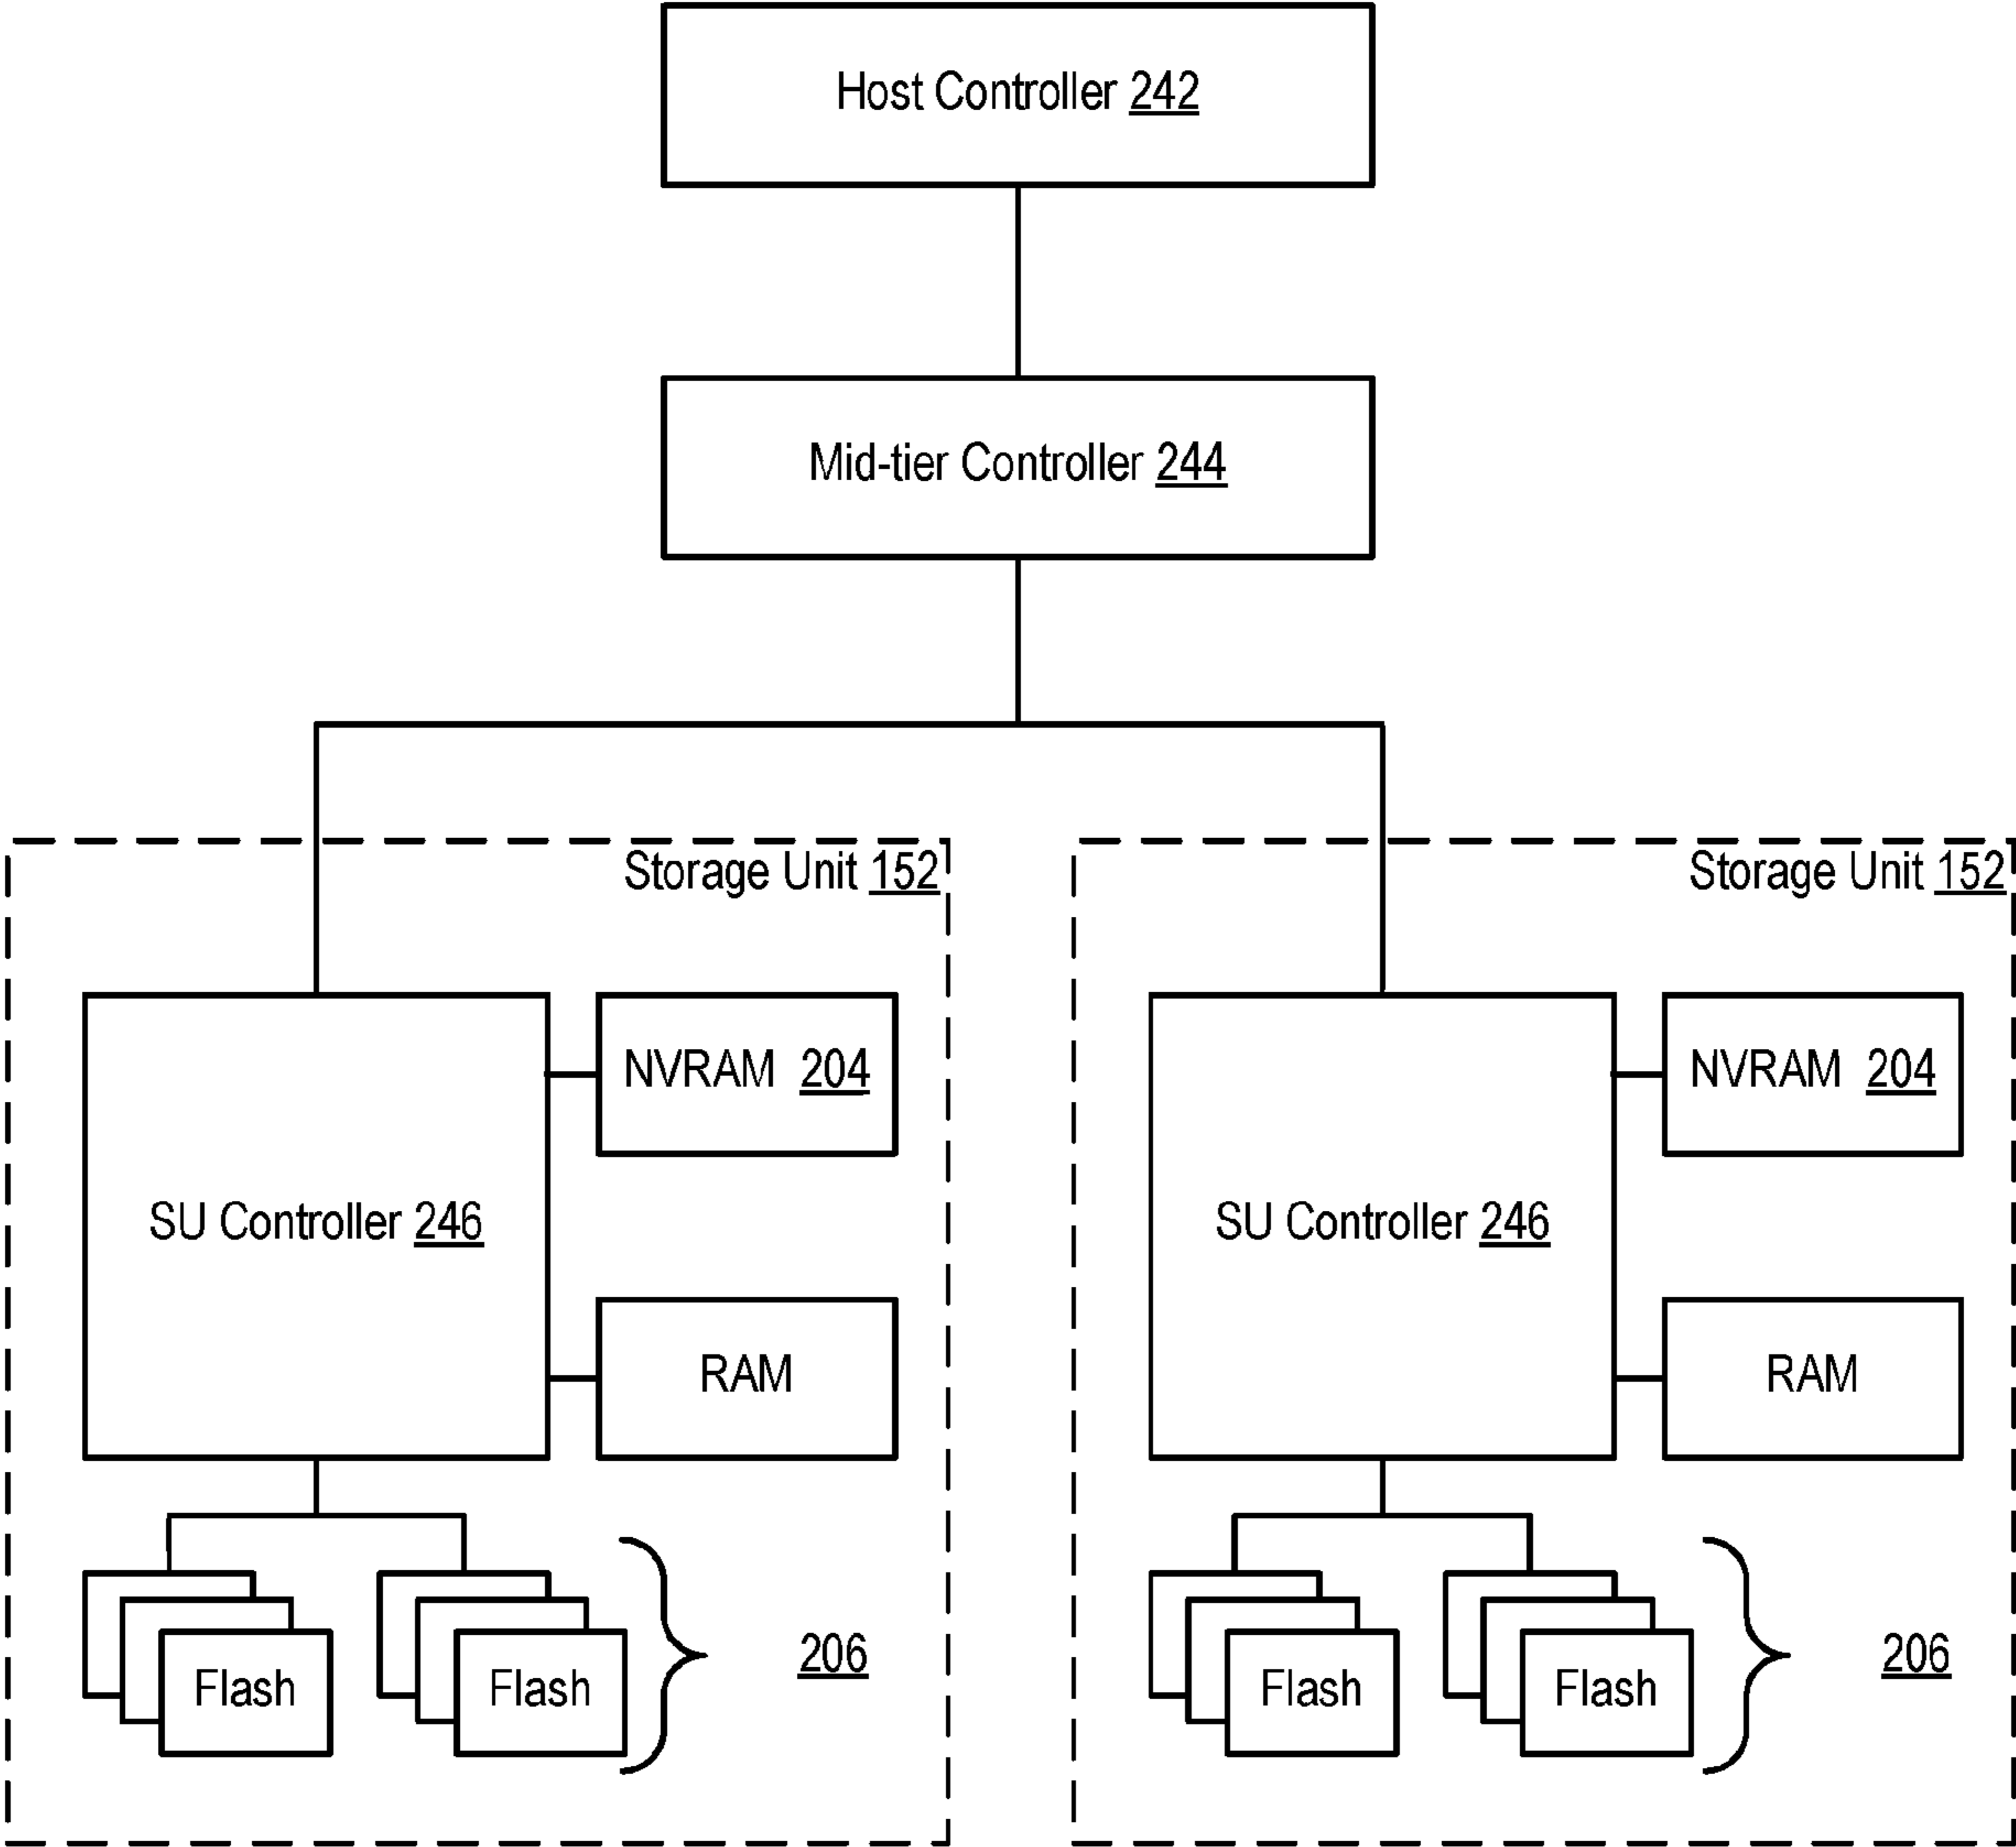 Host Controller 242
Mid-tier Controller 244
Storage Unit 152
NVRAM 204
SU Controller 246
RAM
Flash
Flash
206
Storage Unit 152
NVRAM 204
SU Controller 246
RAM
Flash
Flash
206